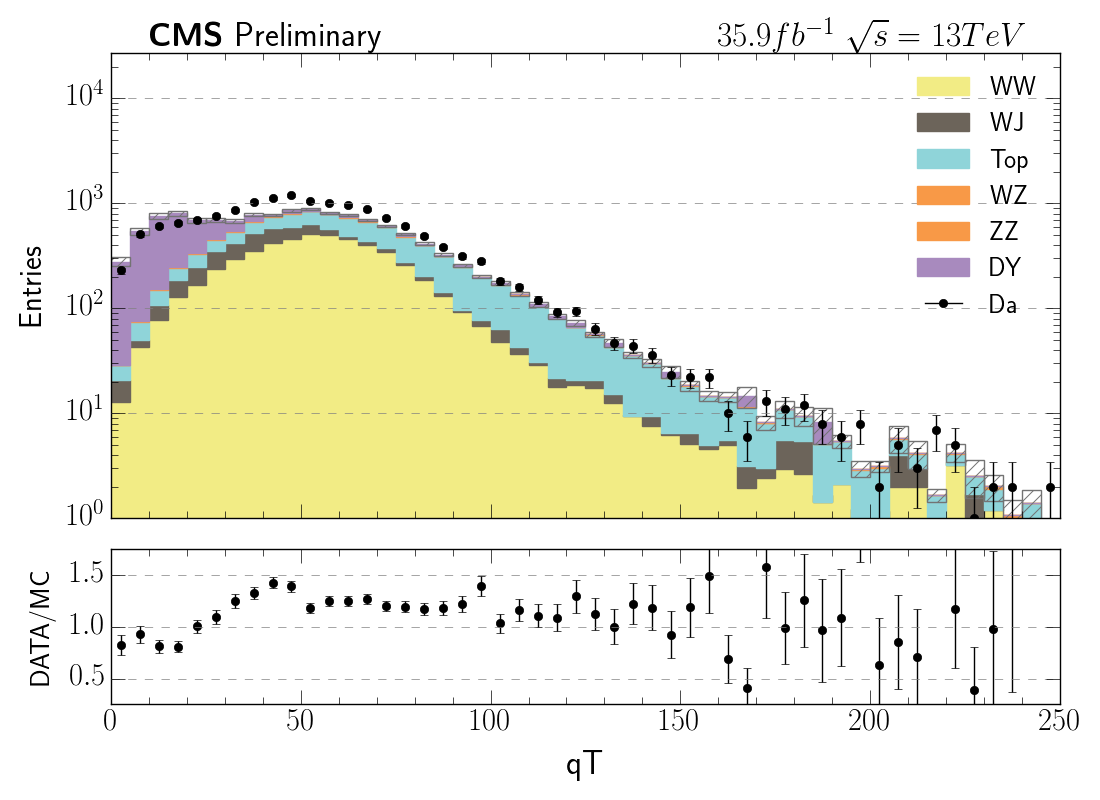 CMS Preliminary 35.9fb⁻¹ √s = 13TeV
10⁴
10³
10²
10¹
10⁰
Entries
WW
WJ
Top
WZ
ZZ
DY
Da
1.5
1.0
0.5
DATA/MC
0 50 100 150 200 250
qT